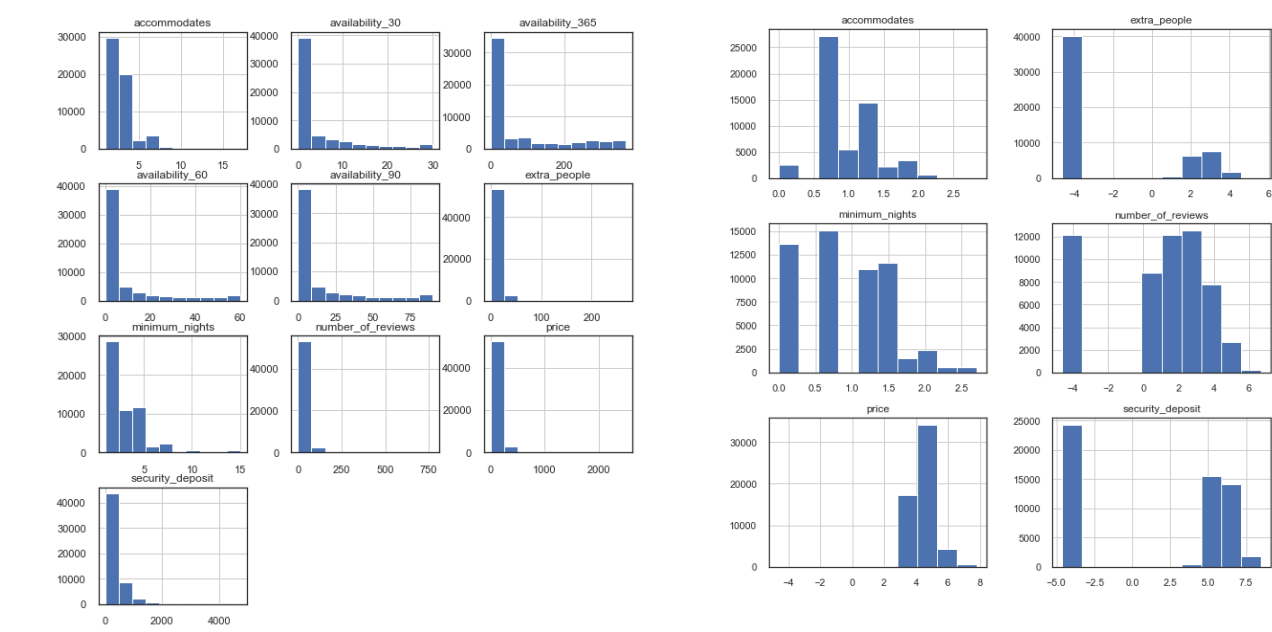 accommodates
30000
20000
10000
0
5 10 15
availability_30
40000
30000
20000
10000
0
0 10 20 30
availability_365
30000
20000
10000
0
0 200
availability_60
40000
30000
20000
10000
0
0 20 40 60
availability_90
40000
30000
20000
10000
0
0 25 50 75
extra_people
40000
20000
0
0 100 200
minimum_nights
30000
20000
10000
0
5 10 15
number_of_reviews
40000
20000
0
0 250 500 750
price
40000
20000
0
0 1000 2000
security_deposit
40000
30000
20000
10000
0
0 2000 4000
accommodates
25000
20000
15000
10000
5000
0
0.0 0.5 1.0 1.5 2.0 2.5
extra_people
40000
30000
20000
10000
0
−4 −2 0 2 4 6
minimum_nights
15000
12500
10000
7500
5000
2500
0
0.0 0.5 1.0 1.5 2.0 2.5
number_of_reviews
12000
10000
8000
6000
4000
2000
0
−4 −2 0 2 4 6
price
30000
20000
10000
0
−4 −2 0 2 4 6 8
security_deposit
25000
20000
15000
10000
5000
0
−5.0 −2.5 0.0 2.5 5.0 7.5